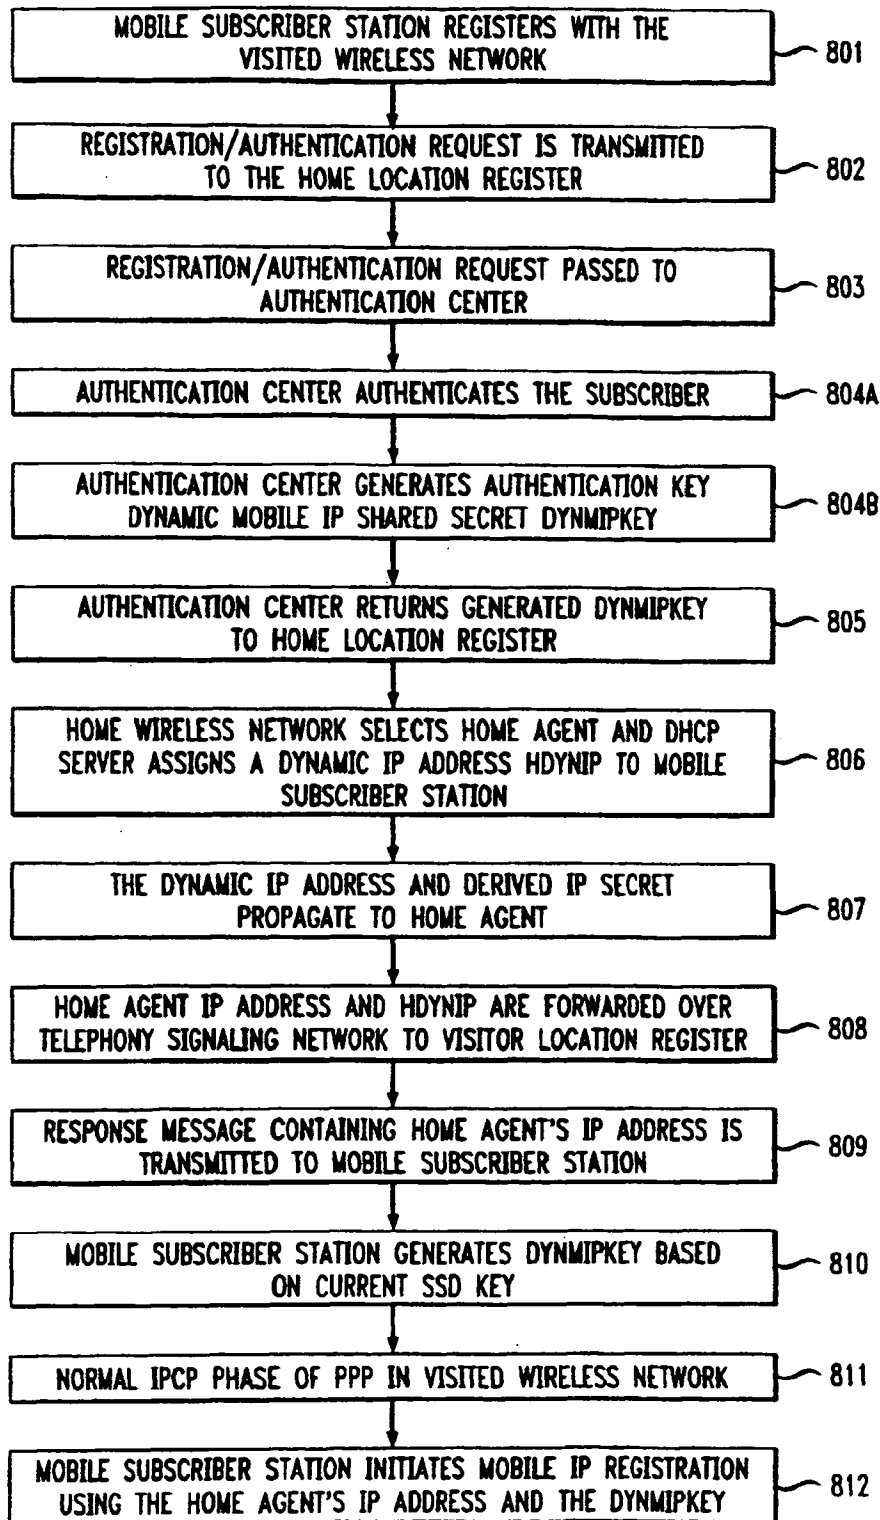 MOBILE SUBSCRIBER STATION REGISTERS WITH THE
VISITED WIRELESS NETWORK
801
REGISTRATION/AUTHENTICATION REQUEST IS TRANSMITTED
TO THE HOME LOCATION REGISTER
802
REGISTRATION/AUTHENTICATION REQUEST PASSED TO
AUTHENTICATION CENTER
803
AUTHENTICATION CENTER AUTHENTICATES THE SUBSCRIBER
804A
AUTHENTICATION CENTER GENERATES AUTHENTICATION KEY
DYNAMIC MOBILE IP SHARED SECRET DYNMIPKEY
804B
AUTHENTICATION CENTER RETURNS GENERATED DYNMIPKEY
TO HOME LOCATION REGISTER
805
HOME WIRELESS NETWORK SELECTS HOME AGENT AND DHCP
SERVER ASSIGNS A DYNAMIC IP ADDRESS HDYNIP TO MOBILE
SUBSCRIBER STATION
806
THE DYNAMIC IP ADDRESS AND DERIVED IP SECRET
PROPAGATE TO HOME AGENT
807
HOME AGENT IP ADDRESS AND HDYNIP ARE FORWARDED OVER
TELEPHONY SIGNALING NETWORK TO VISITOR LOCATION REGISTER
808
RESPONSE MESSAGE CONTAINING HOME AGENT'S IP ADDRESS IS
TRANSMITTED TO MOBILE SUBSCRIBER STATION
809
MOBILE SUBSCRIBER STATION GENERATES DYNMIPKEY BASED
ON CURRENT SSD KEY
810
NORMAL IPCP PHASE OF PPP IN VISITED WIRELESS NETWORK
811
MOBILE SUBSCRIBER STATION INITIATES MOBILE IP REGISTRATION
USING THE HOME AGENT'S IP ADDRESS AND THE DYNMIPKEY
812